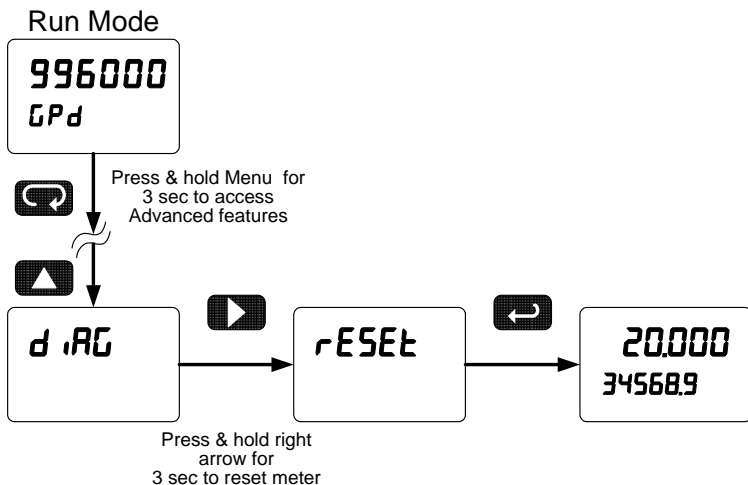 Run Mode
996000
GPd
Press & hold Menu for
3 sec to access
Advanced features
diAG
rESEt
20.000
34568.9
Press & hold right
arrow for
3 sec to reset meter